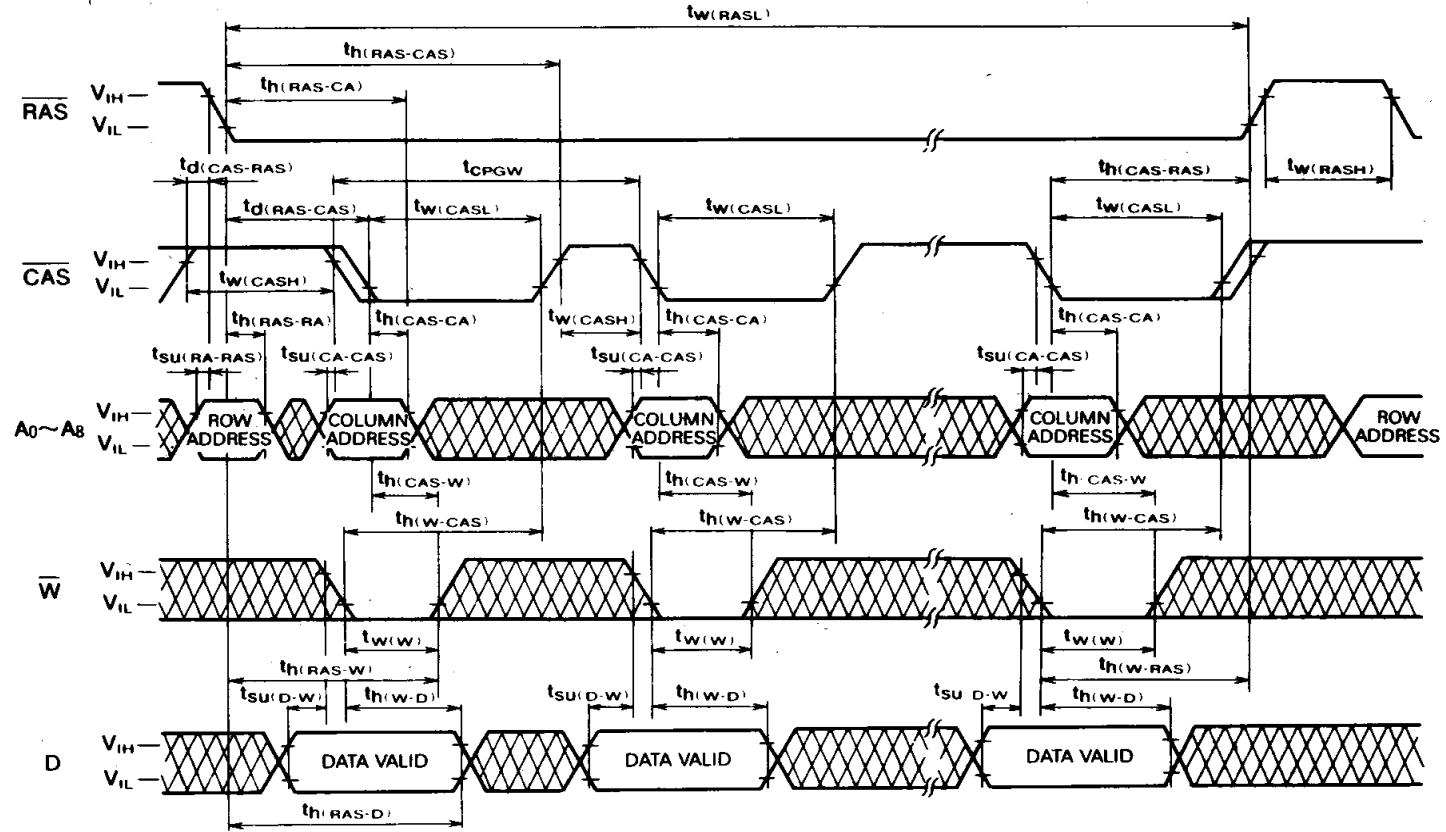 tw(RASL)
th(RAS-CAS)
th(RAS-CA)
RAS
VIH
VIL
td(CAS-RAS)
tCPGW
th(CAS-RAS)
tw(RASH)
td(RAS-CAS)
tw(CASL)
tw(CASL)
tw(CASL)
CAS
VIH
VIL
tw(CASH)
th(RAS-RA)
th(CAS-CA)
tw(CASH)
th(CAS-CA)
th(CAS-CA)
tsu(RA-RAS)
tsu(CA-CAS)
tsu(CA-CAS)
tsu(CA-CAS)
A0~A8
VIH
VIL
ROW
ADDRESS
COLUMN
ADDRESS
COLUMN
ADDRESS
COLUMN
ADDRESS
ROW
ADDRESS
th(CAS-W)
th(CAS-W)
th(CAS-W
th(W-CAS)
th(W-CAS)
th(W-CAS)
W
VIH
VIL
tw(W)
tw(W)
tw(W)
th(RAS-W)
th(W-RAS)
tsu(D-W)
th(W-D)
tsu(D-W)
th(W-D)
tsu D-W
th(W-D)
D
VIH
VIL
DATA VALID
DATA VALID
DATA VALID
th(RAS-D)